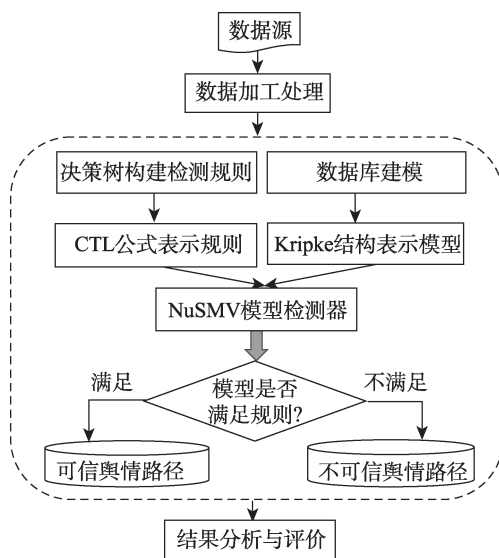 数据源
数据加工处理
决策树构建检测规则
数据库建模
CTL公式表示规则
Kripke结构表示模型
NuSMV模型检测器
满足
模型是否
满足规则?
不满足
可信舆情路径
不可信舆情路径
结果分析与评价